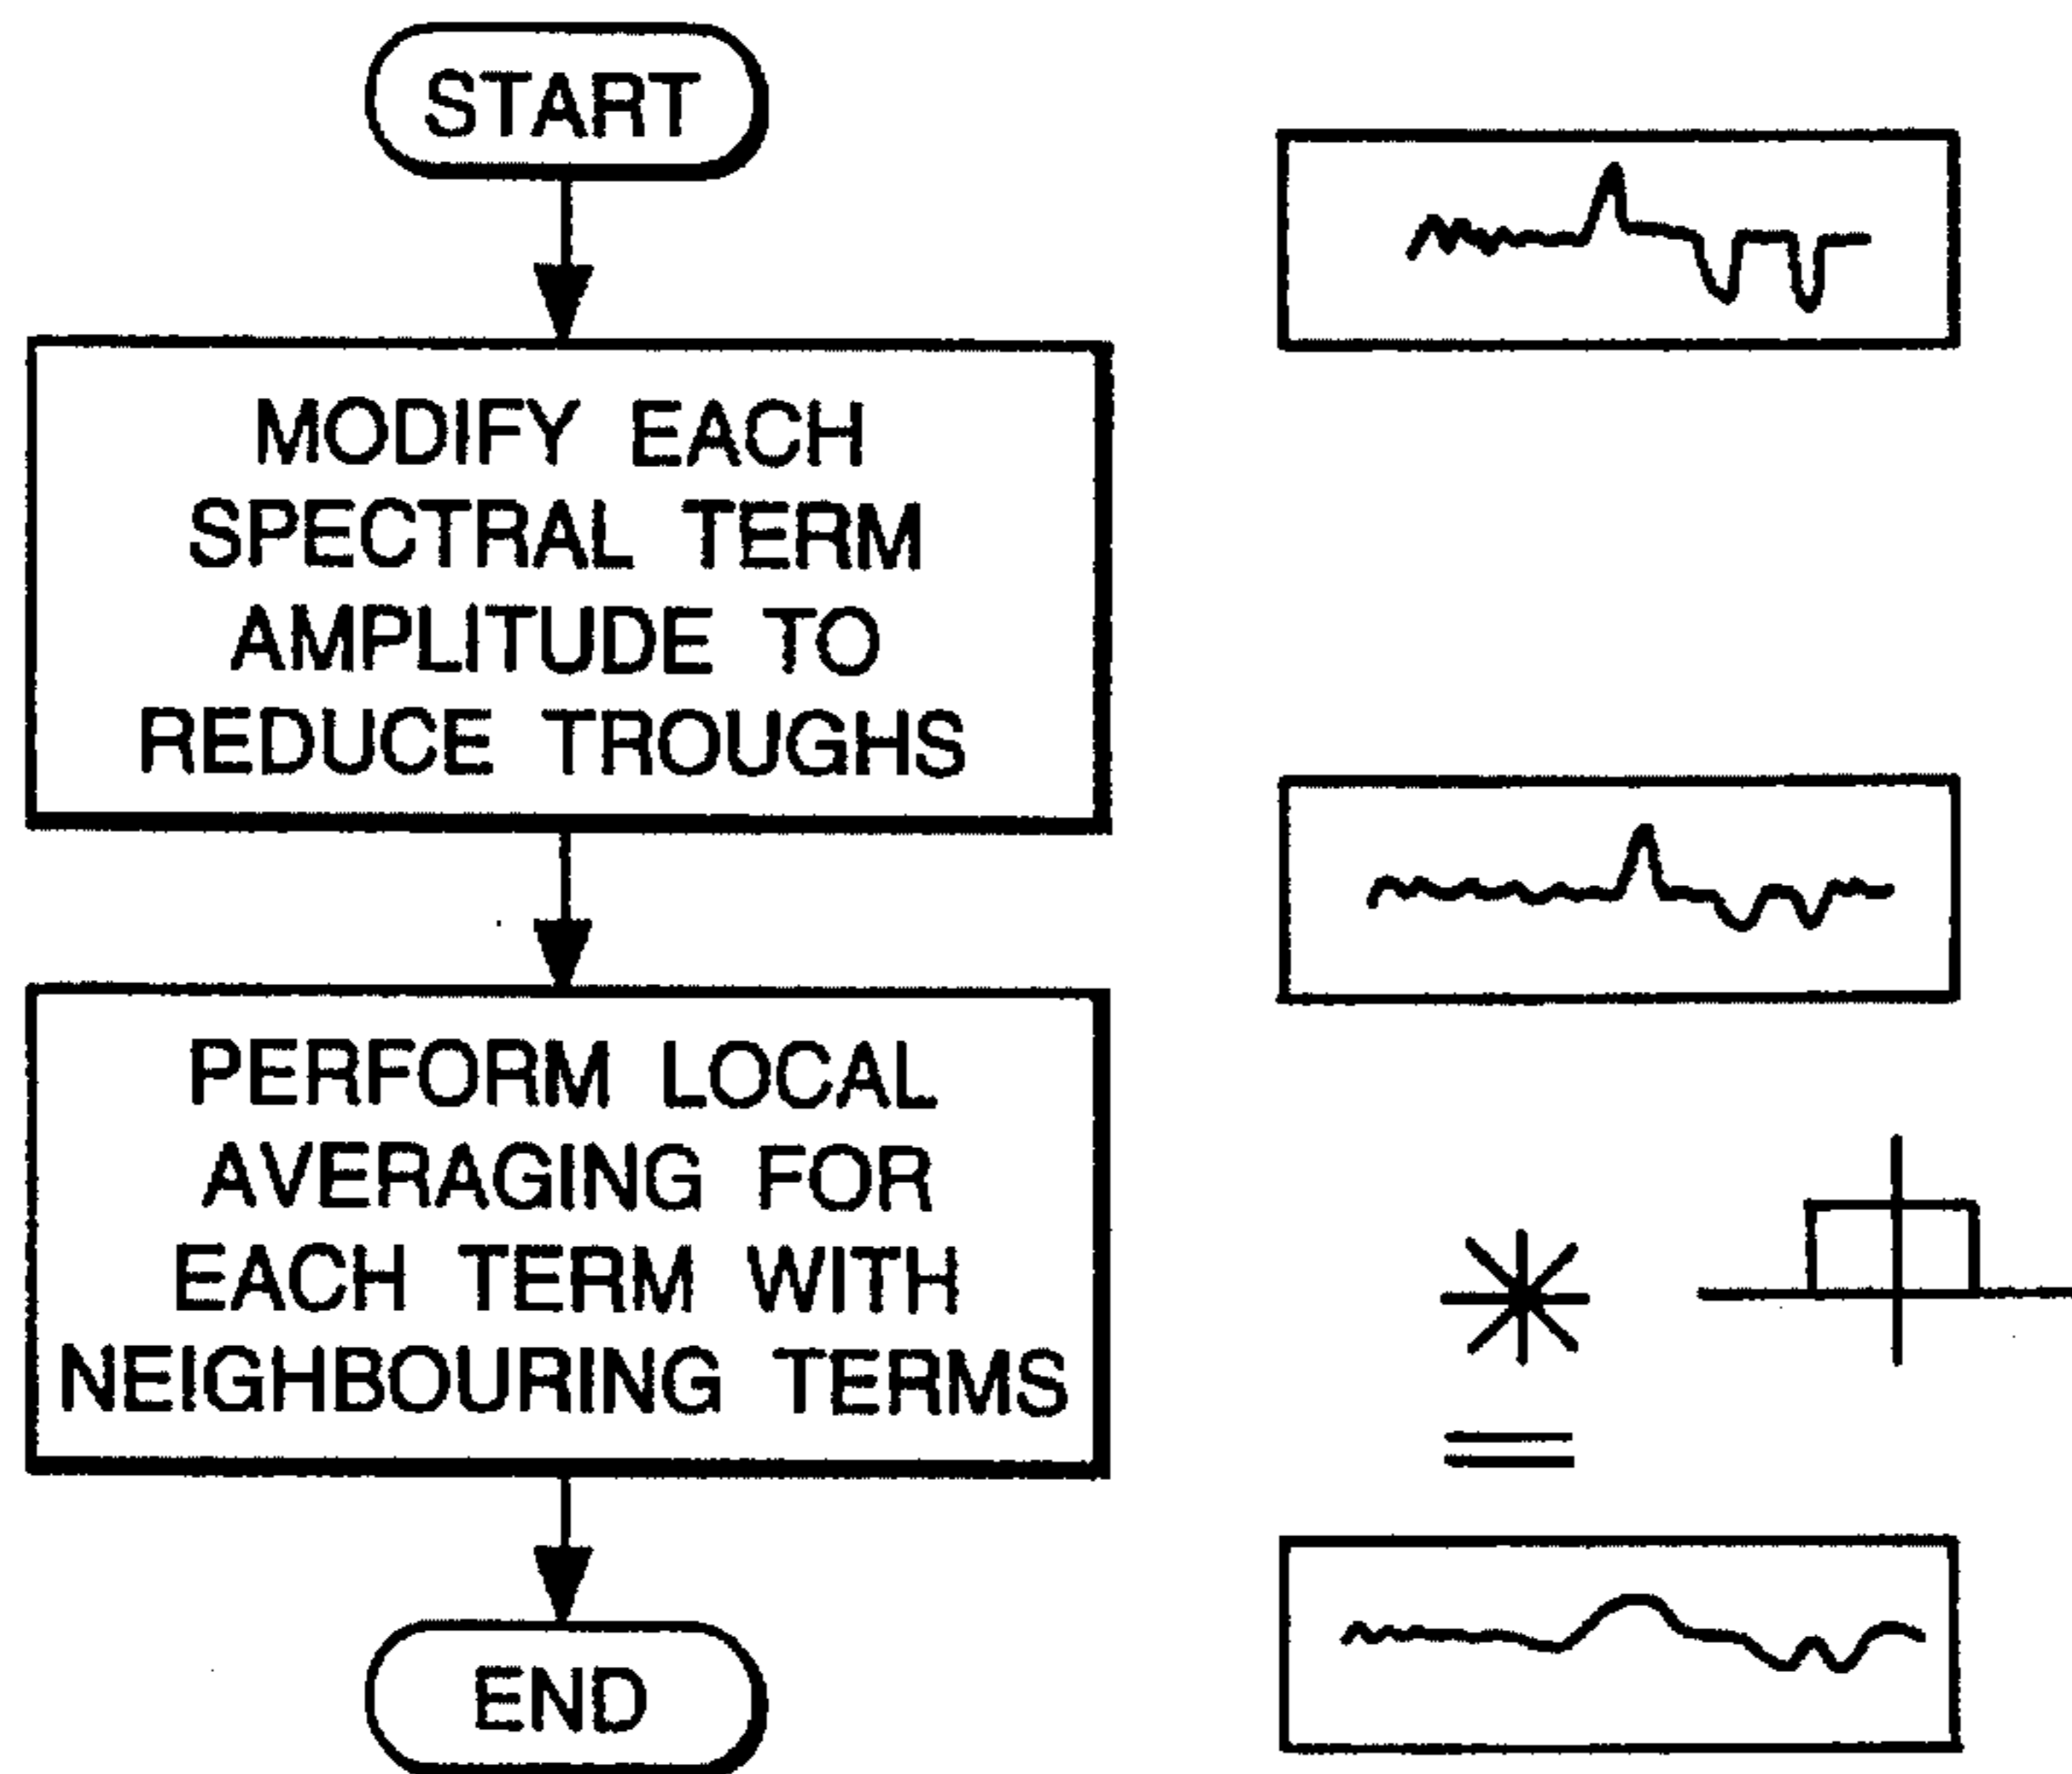 START
MODIFY EACH
SPECTRAL TERM
AMPLITUDE TO
REDUCE TROUGHS
PERFORM LOCAL
AVERAGING FOR
EACH TERM WITH
NEIGHBOURING TERMS
END